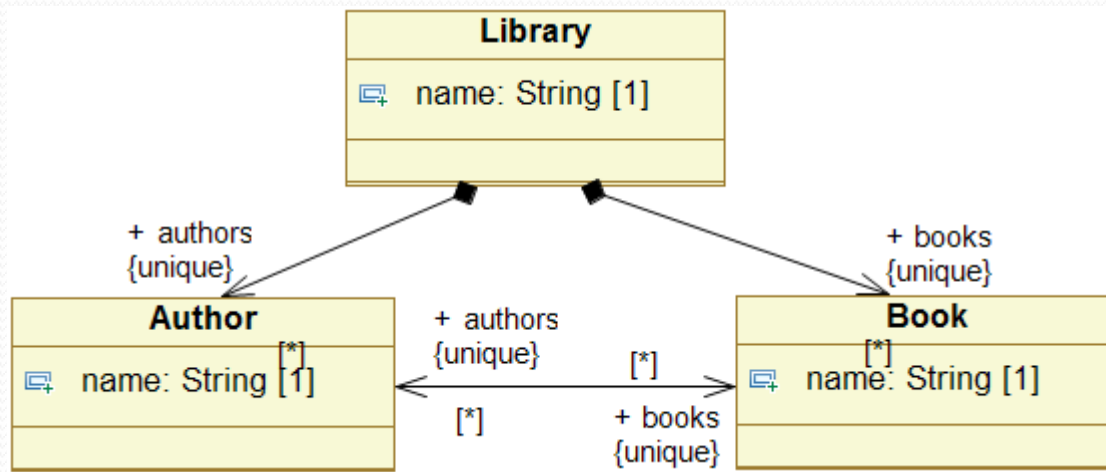 Library
name: String [1]
+ authors
{unique}
+ books
{unique}
Author
[*]
name: String [1]
+ authors
{unique}
[*]
[*]
+ books
{unique}
Book
[*]
name: String [1]